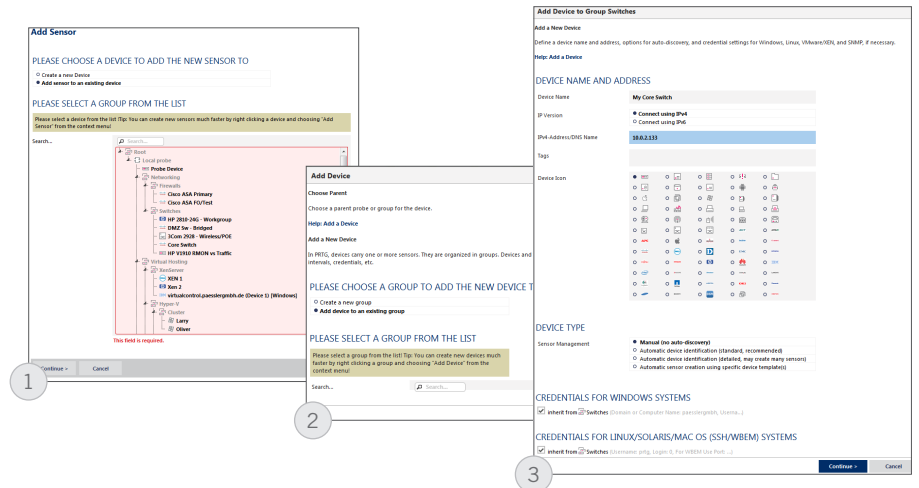 Add Sensor
PLEASE CHOOSE A DEVICE TO ADD THE NEW SENSOR TO
Create a new Device
Add sensor to an existing device
PLEASE SELECT A GROUP FROM THE LIST
Please select a device from the list !Tip: You can create new sensors much faster by right clicking a device and choosing "Add
Sensor" from the context menu!
Search...
Search...
Root
Local probe
Probe Device
Networking
Firewalls
Cisco ASA Primary
Cisco ASA FO/Test
Switches
HP 2810-24G - Workgroup
DMZ Sw - Bridged
3Com 2928 - Wireless/POE
Core Switch
HP V1910 RMON vs Traffic
Virtual Hosting
XenServer
XEN 1
Xen 2
virtualcontrol.paesslergmbh.de (Device 1) [Windows]
Hyper-V
Cluster
Larry
Oliver
This field is required.
Continue >
Cancel
1
Add Device
Choose Parent
Choose a parent probe or group for the device.
Help: Add a Device
Add a New Device
In PRTG, devices carry one or more sensors. They are organized in groups. Devices and
intervals, credentials, etc.
PLEASE CHOOSE A GROUP TO ADD THE NEW DEVICE T
Create a new group
Add device to an existing group
PLEASE SELECT A GROUP FROM THE LIST
Please select a group from the list! Tip: You can create new devices much
faster by right clicking a group and choosing "Add Device" from the
context menu!
Search...
Search...
2
Add Device to Group Switches
Add a New Device
Define a device name and address, options for auto-discovery, and credential settings for Windows, Linux, VMware/XEN, and SNMP, if necessary.
Help: Add a Device
DEVICE NAME AND ADDRESS
Device Name
My Core Switch
IP Version
Connect using IPv4
Connect using IPv6
IPv4-Address/DNS Name
10.0.2.133
Tags
Device Icon
DEVICE TYPE
Sensor Management
Manual (no auto-discovery)
Automatic device identification (standard, recommended)
Automatic device identification (detailed, may create many sensors)
Automatic sensor creation using specific device template(s)
CREDENTIALS FOR WINDOWS SYSTEMS
inherit from Switches (Domain or Computer Name: paesslergmbh, Userna...)
CREDENTIALS FOR LINUX/SOLARIS/MAC OS (SSH/WBEM) SYSTEMS
inherit from Switches (Username: prtg, Login: 0, For WBEM Use Port: ...)
Continue >
Cancel
3